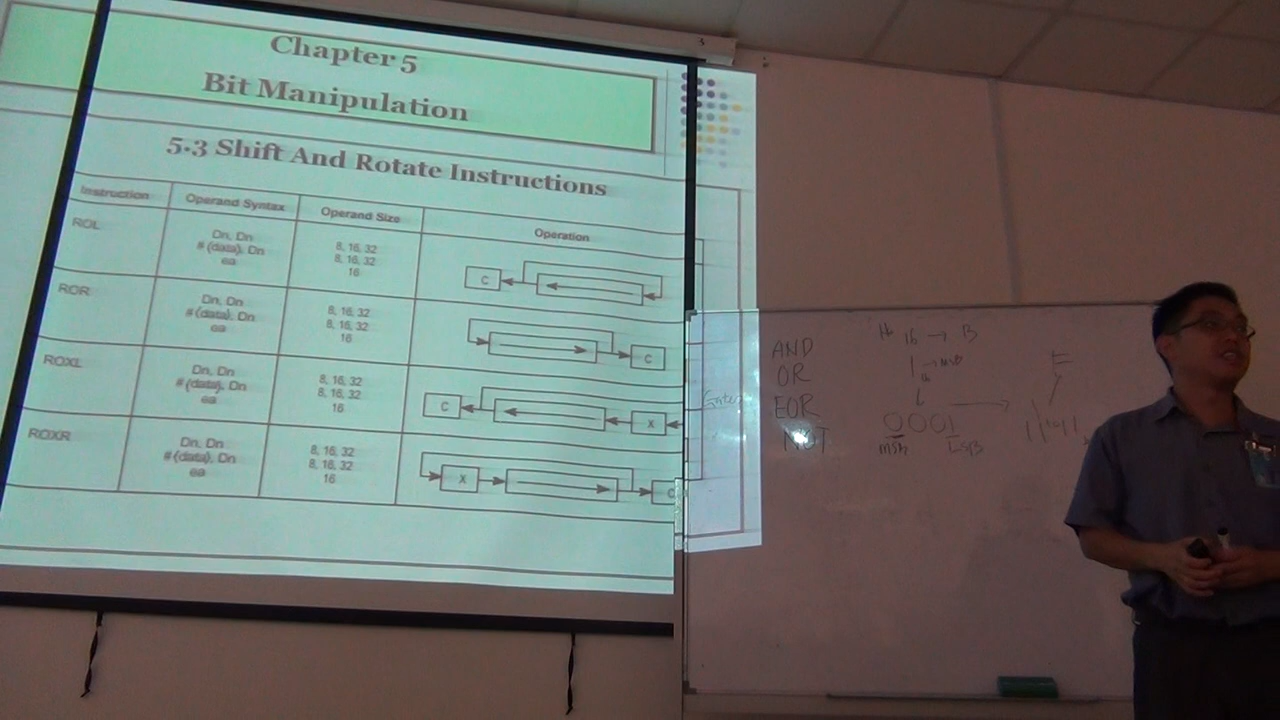 Chapter 5
Bit Manipulation
5.3 Shift And Rotate Instructions
Instruction Operand Syntax Operand Size Operation
ROL
Dn, Dn 8, 16, 32
# (data), Dn 8, 16, 32
ea 16
C
ROR
Dn, Dn 8, 16, 32
# (data), Dn 8, 16, 32
ea 16
C
ROXL
Dn, Dn 8, 16, 32
# (data), Dn 8, 16, 32
ea 16
C X
ROXR
Dn, Dn 8, 16, 32
# (data), Dn 8, 16, 32
ea 16
X C
AND
OR
EOR
NOT
16 → B
E
0001
MSB LSB